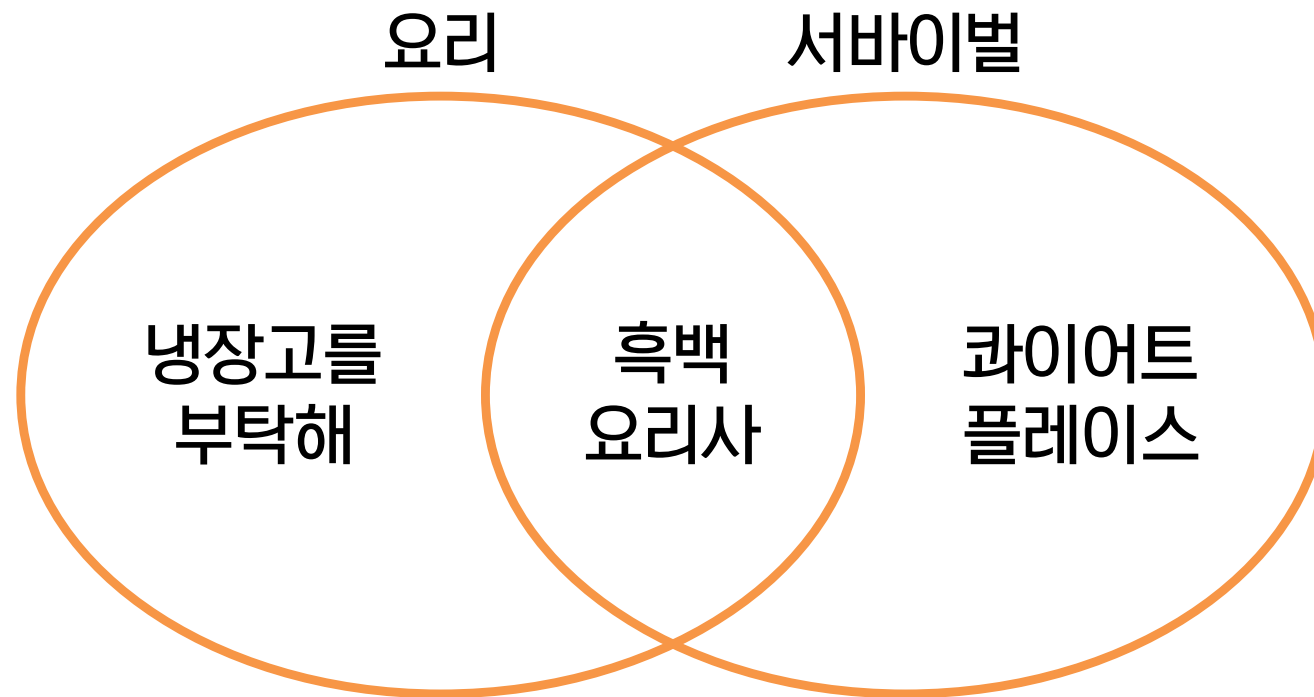 요리
서바이벌
냉장고를
부탁해
흑백
요리사
콰이어트
플레이스